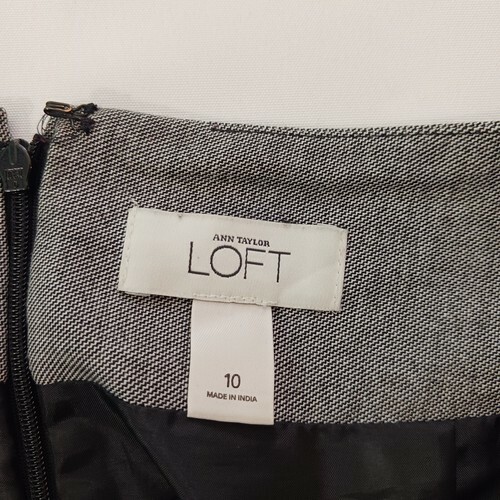 ANN TAYLOR
LOFT
10
MADE IN INDIA